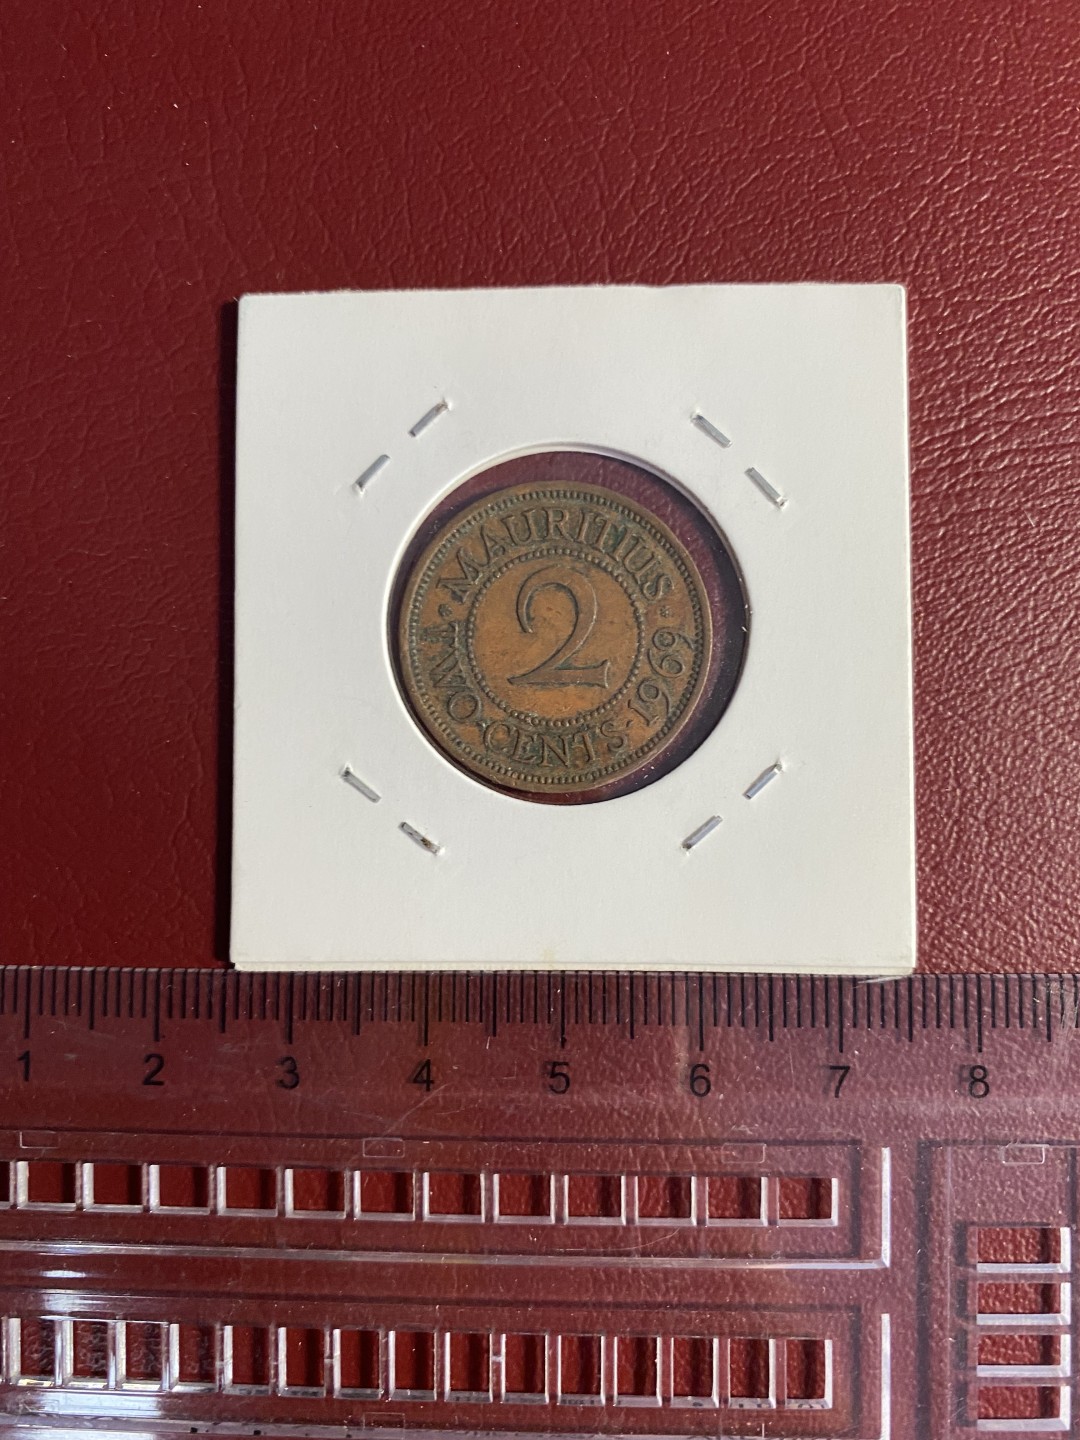 MAURITIUS
2
TWO CENTS 1969
1 2 3 4 5 6 7 8